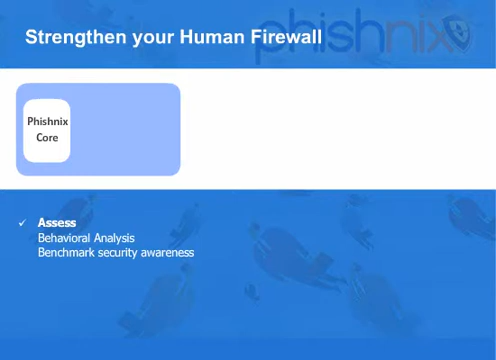 phishnix
Strengthen your Human Firewall
Phishnix
Core
✓ Assess
Behavioral Analysis
Benchmark security awareness